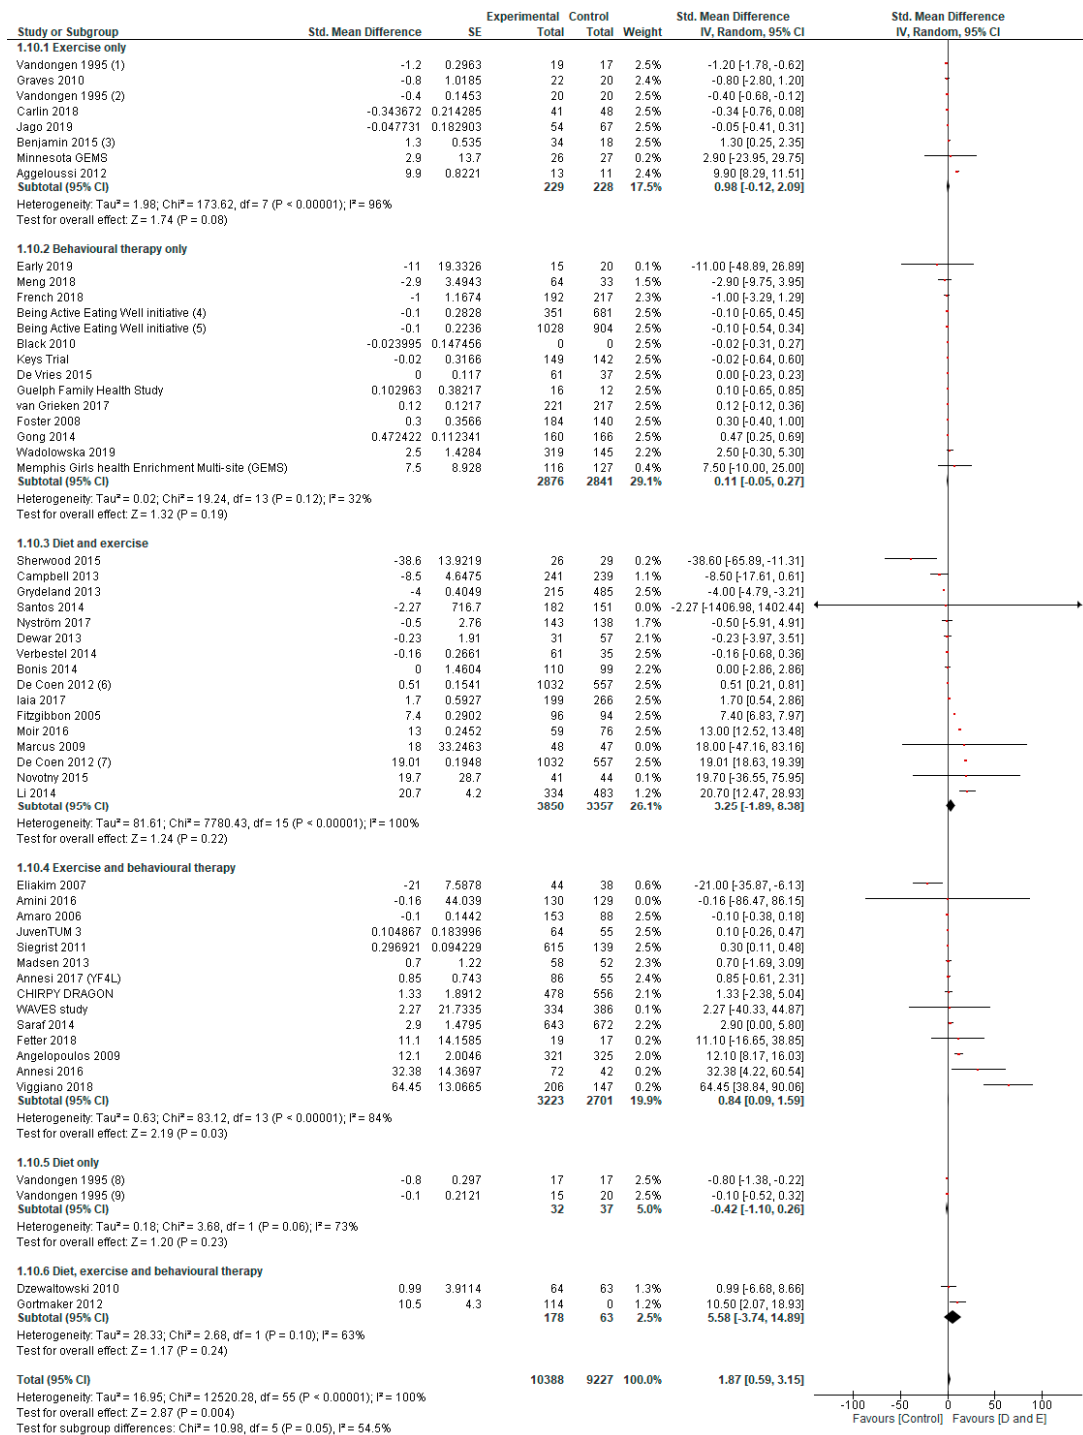 Experimental Control Std. Mean Difference Std. Mean Difference
Study or Subgroup Std. Mean Difference SE Total Total Weight IV, Random, 95% CI IV, Random, 95% CI
1.10.1 Exercise only
Vandongen 1995 (1) -1.2 0.2963 19 17 2.5% -1.20 [-1.78, -0.62]
Graves 2010 -0.8 1.0185 22 20 2.4% -0.80 [-2.80, 1.20]
Vandongen 1995 (2) -0.4 0.1453 20 20 2.5% -0.40 [-0.68, -0.12]
Carlin 2018 -0.343672 0.214285 41 48 2.5% -0.34 [-0.76, 0.08]
Jago 2019 -0.047731 0.182903 54 67 2.5% -0.05 [-0.41, 0.31]
Benjamin 2015 (3) 1.3 0.535 34 18 2.5% 1.30 [0.25, 2.35]
Minnesota GEMS 2.9 13.7 26 27 0.2% 2.90 [-23.95, 29.75]
Aggeloussi 2012 9.9 0.8221 13 11 2.4% 9.90 [8.29, 11.51]
Subtotal (95% CI) 229 228 17.5% 0.98 [-0.12, 2.09]
Heterogeneity: Tau² = 1.98; Chi² = 173.62, df = 7 (P < 0.00001); I² = 96%
Test for overall effect: Z = 1.74 (P = 0.08)
1.10.2 Behavioural therapy only
Early 2019 -11 19.3326 15 20 0.1% -11.00 [-48.89, 26.89]
Meng 2018 -2.9 3.4943 64 33 1.5% -2.90 [-9.75, 3.95]
French 2018 -1 1.1674 192 217 2.3% -1.00 [-3.29, 1.29]
Being Active Eating Well initiative (4) -0.1 0.2828 351 681 2.5% -0.10 [-0.65, 0.45]
Being Active Eating Well initiative (5) -0.1 0.2236 1028 904 2.5% -0.10 [-0.54, 0.34]
Black 2010 -0.023995 0.147456 0 0 2.5% -0.02 [-0.31, 0.27]
Keys Trial -0.02 0.3166 149 142 2.5% -0.02 [-0.64, 0.60]
De Vries 2015 0 0.117 61 37 2.5% 0.00 [-0.23, 0.23]
Guelph Family Health Study 0.102963 0.38217 16 12 2.5% 0.10 [-0.65, 0.85]
van Grieken 2017 0.12 0.1217 221 217 2.5% 0.12 [-0.12, 0.36]
Foster 2008 0.3 0.3566 184 140 2.5% 0.30 [-0.40, 1.00]
Gong 2014 0.472422 0.112341 160 166 2.5% 0.47 [0.25, 0.69]
Wadolowska 2019 2.5 1.4284 319 145 2.2% 2.50 [-0.30, 5.30]
Memphis Girls health Enrichment Multi-site (GEMS) 7.5 8.928 116 127 0.4% 7.50 [-10.00, 25.00]
Subtotal (95% CI) 2876 2841 29.1% 0.11 [-0.05, 0.27]
Heterogeneity: Tau² = 0.02; Chi² = 19.24, df = 13 (P = 0.12); I² = 32%
Test for overall effect: Z = 1.32 (P = 0.19)
1.10.3 Diet and exercise
Sherwood 2015 -38.6 13.9219 26 29 0.2% -38.60 [-65.89, -11.31]
Campbell 2013 -8.5 4.6475 241 239 1.1% -8.50 [-17.61, 0.61]
Grydeland 2013 -4 0.4049 215 485 2.5% -4.00 [-4.79, -3.21]
Santos 2014 -2.27 716.7 182 151 0.0% -2.27 [-1406.98, 1402.44]
Nyström 2017 -0.5 2.76 143 138 1.7% -0.50 [-5.91, 4.91]
Dewar 2013 -0.23 1.91 31 57 2.1% -0.23 [-3.97, 3.51]
Verbestel 2014 -0.16 0.2661 61 35 2.5% -0.16 [-0.68, 0.36]
Bonis 2014 0 1.4604 110 99 2.2% 0.00 [-2.86, 2.86]
De Coen 2012 (6) 0.51 0.1541 1032 557 2.5% 0.51 [0.21, 0.81]
Iaia 2017 1.7 0.5927 199 266 2.5% 1.70 [0.54, 2.86]
Fitzgibbon 2005 7.4 0.2902 96 94 2.5% 7.40 [6.83, 7.97]
Moir 2016 13 0.2452 59 76 2.5% 13.00 [12.52, 13.48]
Marcus 2009 18 33.2463 48 47 0.0% 18.00 [-47.16, 83.16]
De Coen 2012 (7) 19.01 0.1948 1032 557 2.5% 19.01 [18.63, 19.39]
Novotny 2015 19.7 28.7 41 44 0.1% 19.70 [-36.55, 75.95]
Li 2014 20.7 4.2 334 483 1.2% 20.70 [12.47, 28.93]
Subtotal (95% CI) 3850 3357 26.1% 3.25 [-1.89, 8.38]
Heterogeneity: Tau² = 81.61; Chi² = 7780.43, df = 15 (P < 0.00001); I² = 100%
Test for overall effect: Z = 1.24 (P = 0.22)
1.10.4 Exercise and behavioural therapy
Eliakim 2007 -21 7.5878 44 38 0.6% -21.00 [-35.87, -6.13]
Amini 2016 -0.16 44.039 130 129 0.0% -0.16 [-86.47, 86.15]
Amaro 2006 -0.1 0.1442 153 88 2.5% -0.10 [-0.38, 0.18]
JuvenTUM 3 0.104867 0.183996 64 55 2.5% 0.10 [-0.26, 0.47]
Siegrist 2011 0.296921 0.094229 615 139 2.5% 0.30 [0.11, 0.48]
Madsen 2013 0.7 1.22 58 52 2.3% 0.70 [-1.69, 3.09]
Annesi 2017 (YF4L) 0.85 0.743 86 55 2.4% 0.85 [-0.61, 2.31]
CHIRPY DRAGON 1.33 1.8912 478 556 2.1% 1.33 [-2.38, 5.04]
WAVES study 2.27 21.7335 334 386 0.1% 2.27 [-40.33, 44.87]
Saraf 2014 2.9 1.4795 643 672 2.2% 2.90 [0.00, 5.80]
Fetter 2018 11.1 14.1585 19 17 0.2% 11.10 [-16.65, 38.85]
Angelopoulos 2009 12.1 2.0046 321 325 2.0% 12.10 [8.17, 16.03]
Annesi 2016 32.38 14.3697 72 42 0.2% 32.38 [4.22, 60.54]
Viggiano 2018 64.45 13.0665 206 147 0.2% 64.45 [38.84, 90.06]
Subtotal (95% CI) 3223 2701 19.9% 0.84 [0.09, 1.59]
Heterogeneity: Tau² = 0.63; Chi² = 83.12, df = 13 (P < 0.00001); I² = 84%
Test for overall effect: Z = 2.19 (P = 0.03)
1.10.5 Diet only
Vandongen 1995 (8) -0.8 0.297 17 17 2.5% -0.80 [-1.38, -0.22]
Vandongen 1995 (9) -0.1 0.2121 15 20 2.5% -0.10 [-0.52, 0.32]
Subtotal (95% CI) 32 37 5.0% -0.42 [-1.10, 0.26]
Heterogeneity: Tau² = 0.18; Chi² = 3.68, df = 1 (P = 0.06); I² = 73%
Test for overall effect: Z = 1.20 (P = 0.23)
1.10.6 Diet, exercise and behavioural therapy
Dzewaltowski 2010 0.99 3.9114 64 63 1.3% 0.99 [-6.68, 8.66]
Gortmaker 2012 10.5 4.3 114 0 1.2% 10.50 [2.07, 18.93]
Subtotal (95% CI) 178 63 2.5% 5.58 [-3.74, 14.89]
Heterogeneity: Tau² = 28.33; Chi² = 2.68, df = 1 (P = 0.10); I² = 63%
Test for overall effect: Z = 1.17 (P = 0.24)
Total (95% CI) 10388 9227 100.0% 1.87 [0.59, 3.15]
Heterogeneity: Tau² = 16.95; Chi² = 12520.28, df = 55 (P < 0.00001); I² = 100%
Test for overall effect: Z = 2.87 (P = 0.004)
Test for subgroup differences: Chi² = 10.98, df = 5 (P = 0.05), I² = 54.5%
-100 -50 0 50 100
Favours [Control] Favours [D and E]